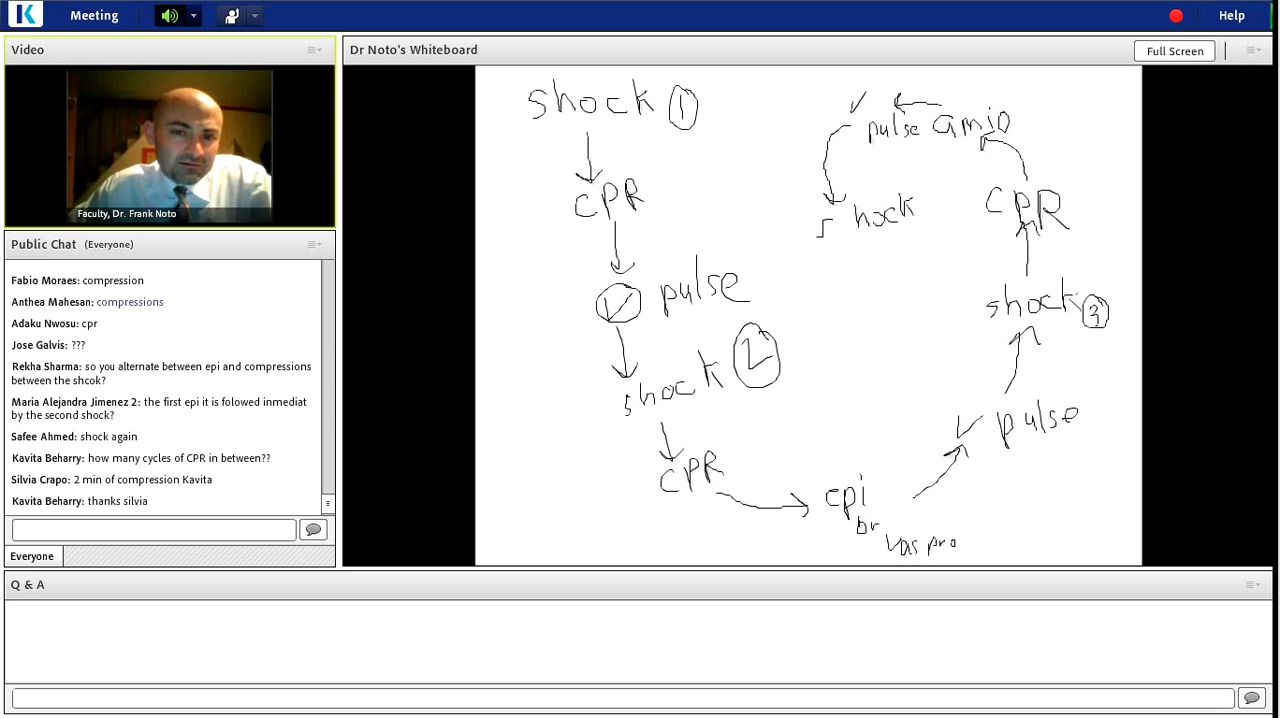 K
Meeting
Help
Video
Faculty, Dr. Frank Noto
Public Chat (Everyone)
Fabio Moraes: compression
Anthea Mahesan: compressions
Adaku Nwosu: cpr
Jose Galvis: ???
Rekha Sharma: so you alternate between epi and compressions
between the shcok?
Maria Alejandra Jimenez 2: the first epi it is folowed inmediat
by the second shock?
Safee Ahmed: shock again
Kavita Beharry: how many cycles of CPR in between??
Silvia Crapo: 2 min of compression Kavita
Kavita Beharry: thanks silvia
Everyone
Dr Noto's Whiteboard
Full Screen
shock 1
CPR
pulse
shock 2
CPR
epi
or
vas pro
pulse
shock 3
CPR
amio
pulse
shock
Q & A